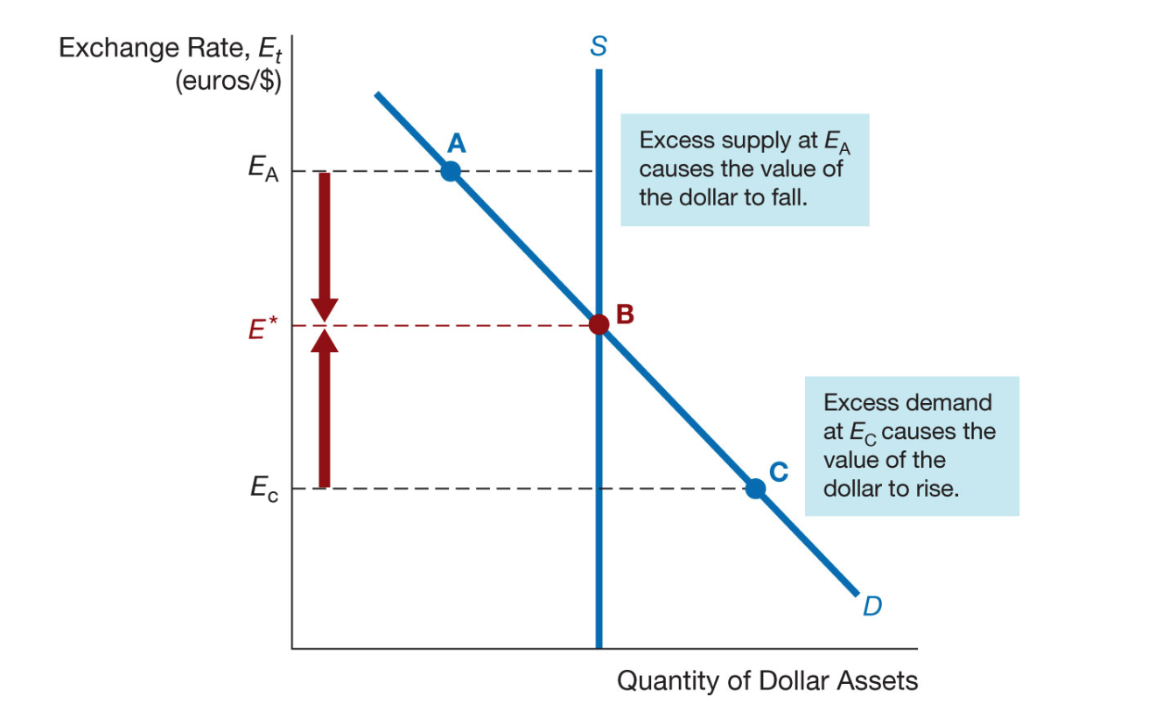 Exchange Rate, Eₜ
(euros/$)
S
A
Excess supply at E_A
causes the value of
the dollar to fall.
E_A
B
E*
Excess demand
at E_C causes the
value of the
dollar to rise.
C
E_C
D
Quantity of Dollar Assets